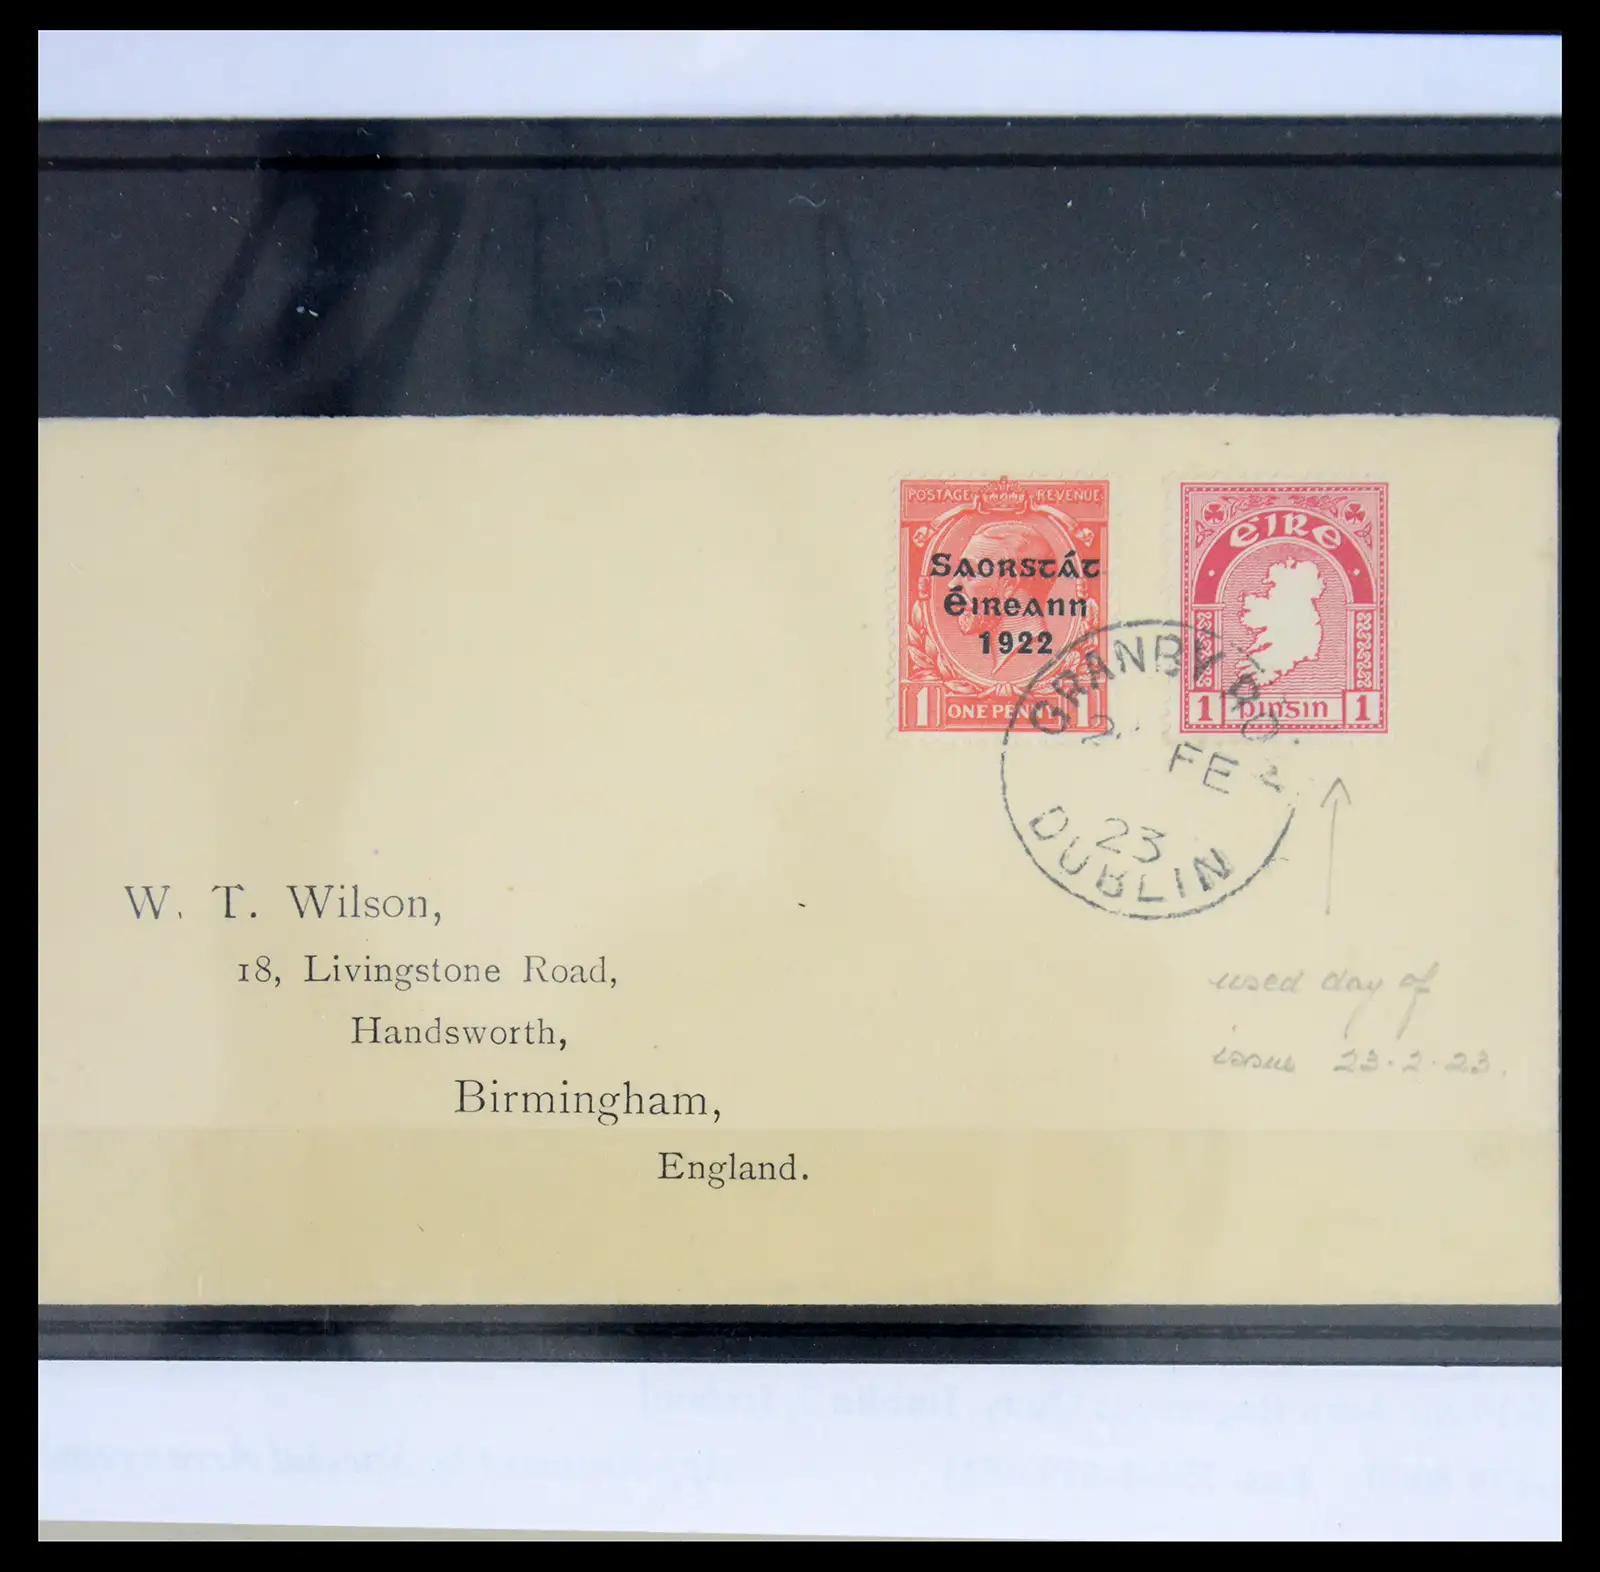 POSTAGE REVENUE
Saorstát
Éireann
1922
1 ONE PENNY 1
ÉIRE
1 pinsin 1
GRANBY RO.
FE
23
DUBLIN
W. T. Wilson,
18, Livingstone Road,
Handsworth,
Birmingham,
England.
used day of
issue 23.2.23.